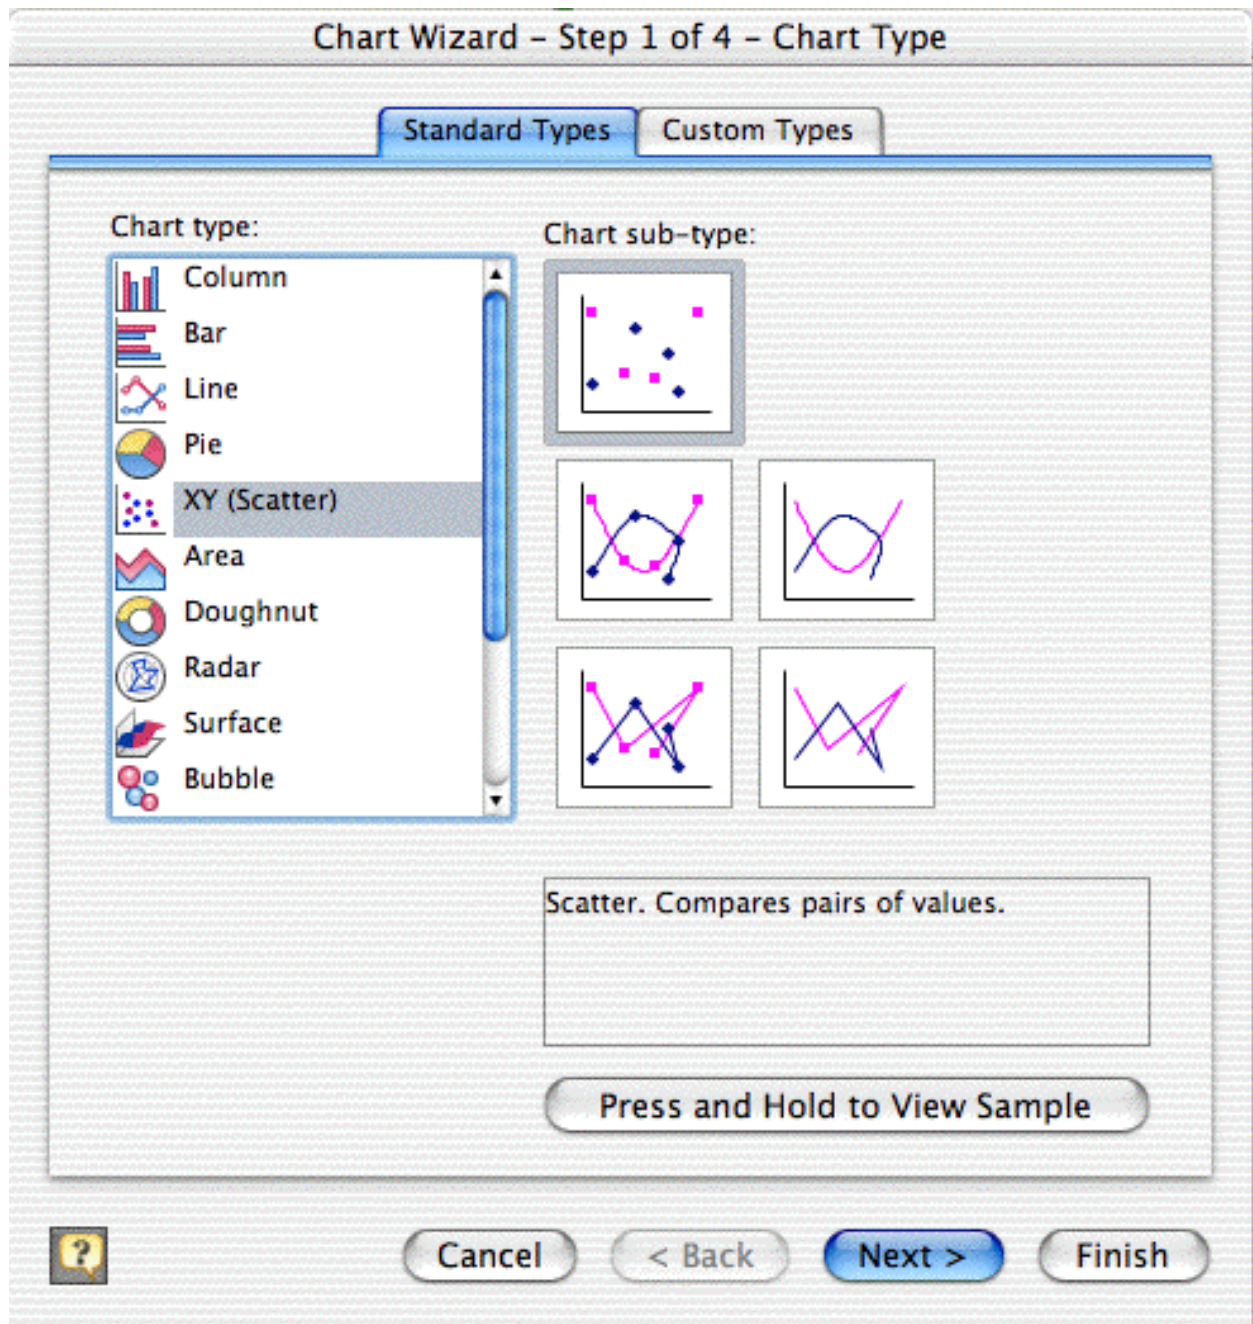 Chart Wizard – Step 1 of 4 – Chart Type
Standard Types
Custom Types
Chart type:
Column
Bar
Line
Pie
XY (Scatter)
Area
Doughnut
Radar
Surface
Bubble
Chart sub-type:
Scatter. Compares pairs of values.
Press and Hold to View Sample
?
Cancel
< Back
Next >
Finish